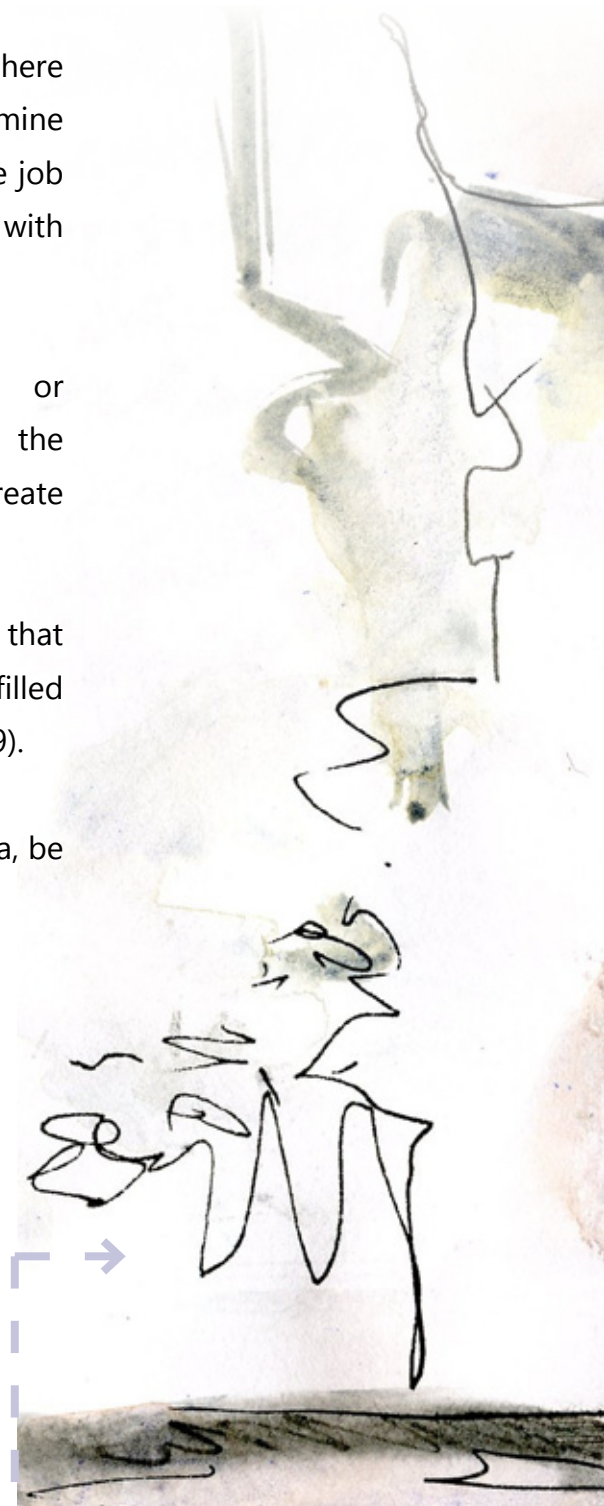 here
mine
e job
with
or
the
reate
that
filled
9).
a, be